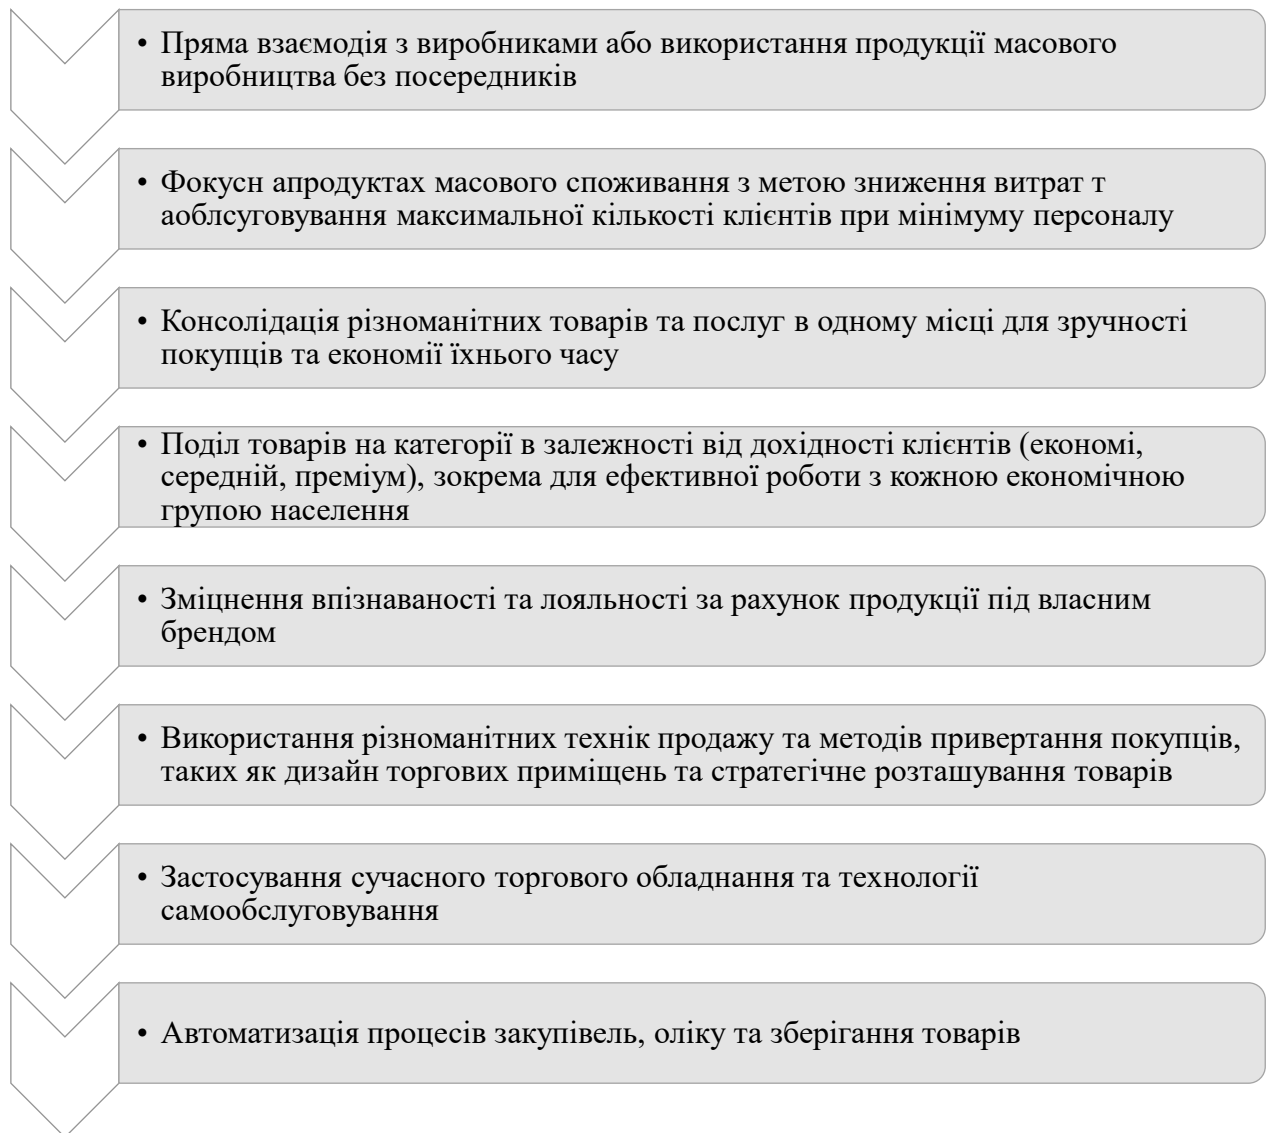 • Пряма взаємодія з виробниками або використання продукції масового
виробництва без посередників
• Фокусн апродуктах масового споживання з метою зниження витрат т
аоблсуговування максимальної кількості клієнтів при мінімуму персоналу
• Консолідація різноманітних товарів та послуг в одному місці для зручності
покупців та економії їхнього часу
• Поділ товарів на категорії в залежності від дохідності клієнтів (економі,
середній, преміум), зокрема для ефективної роботи з кожною економічною
групою населення
• Зміцнення впізнаваності та лояльності за рахунок продукції під власним
брендом
• Використання різноманітних технік продажу та методів привертання покупців,
таких як дизайн торгових приміщень та стратегічне розташування товарів
• Застосування сучасного торгового обладнання та технології
самообслуговування
• Автоматизація процесів закупівель, оліку та зберігання товарів